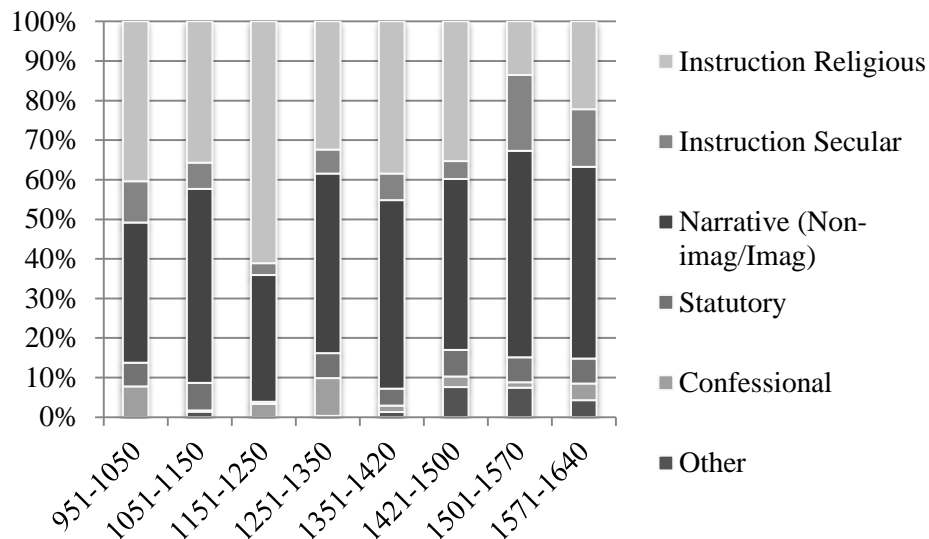 100%
90%
80%
70%
60%
50%
40%
30%
20%
10%
0%
951-1050
1051-1150
1151-1250
1251-1350
1351-1420
1421-1500
1501-1570
1571-1640
Instruction Religious
Instruction Secular
Narrative (Non-
imag/Imag)
Statutory
Confessional
Other